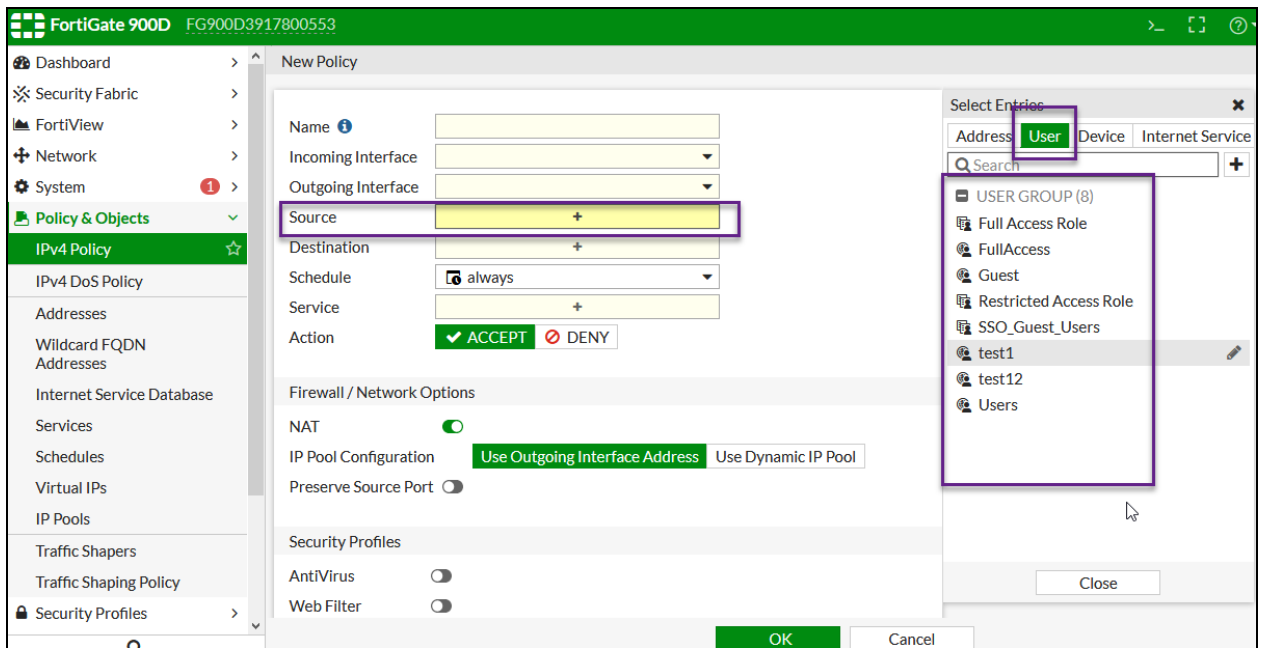 FortiGate 900D FG900D3917800553 >_
Dashboard
Security Fabric
FortiView
Network
System 1
Policy & Objects
IPv4 Policy
IPv4 DoS Policy
Addresses
Wildcard FQDN
Addresses
Internet Service Database
Services
Schedules
Virtual IPs
IP Pools
Traffic Shapers
Traffic Shaping Policy
Security Profiles
New Policy
Name
Incoming Interface
Outgoing Interface
Source +
Destination +
Schedule always
Service +
Action ACCEPT DENY
Firewall / Network Options
NAT
IP Pool Configuration Use Outgoing Interface Address Use Dynamic IP Pool
Preserve Source Port
Security Profiles
AntiVirus
Web Filter
OK Cancel
Select Entries
Address User Device Internet Service
Search +
USER GROUP (8)
Full Access Role
FullAccess
Guest
Restricted Access Role
SSO_Guest_Users
test1
test12
Users
Close